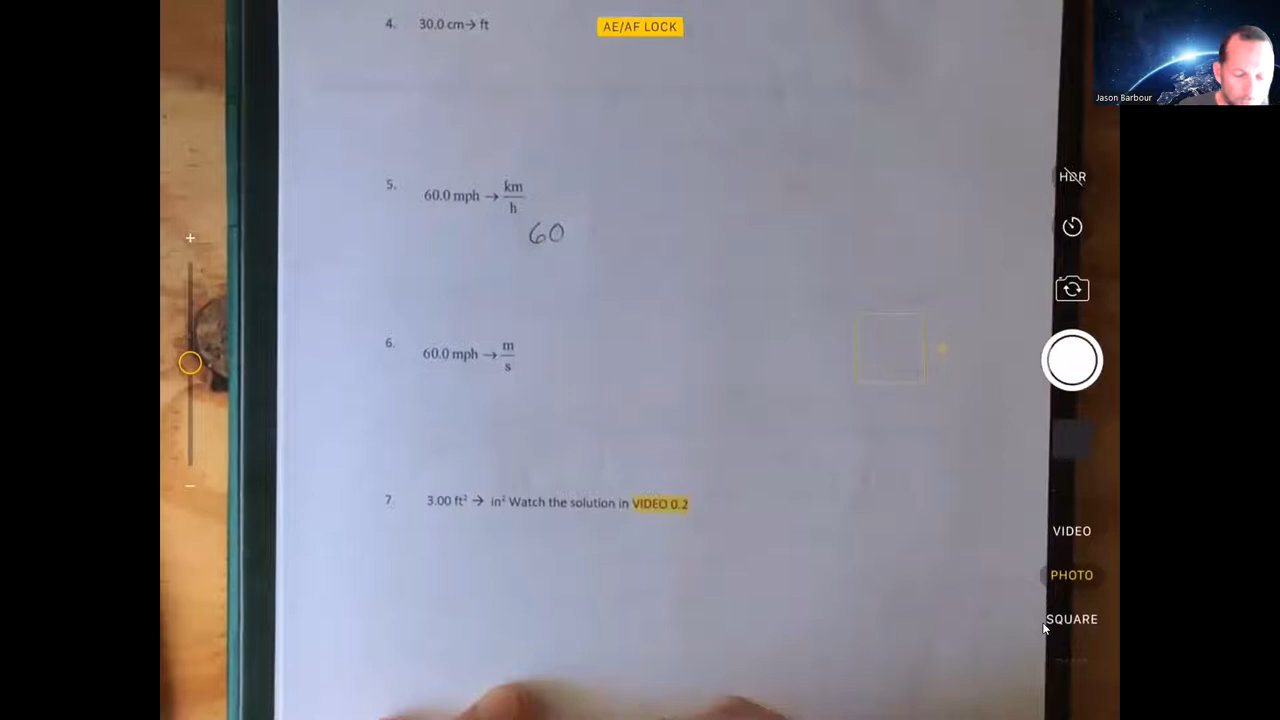 4. 30.0 cm→ ft
AE/AF LOCK
Jason Barbour
HDR
5. 60.0 mph → km/h
60
6. 60.0 mph → m/s
7. 3.00 ft² → in² Watch the solution in VIDEO 0.2
VIDEO
PHOTO
SQUARE